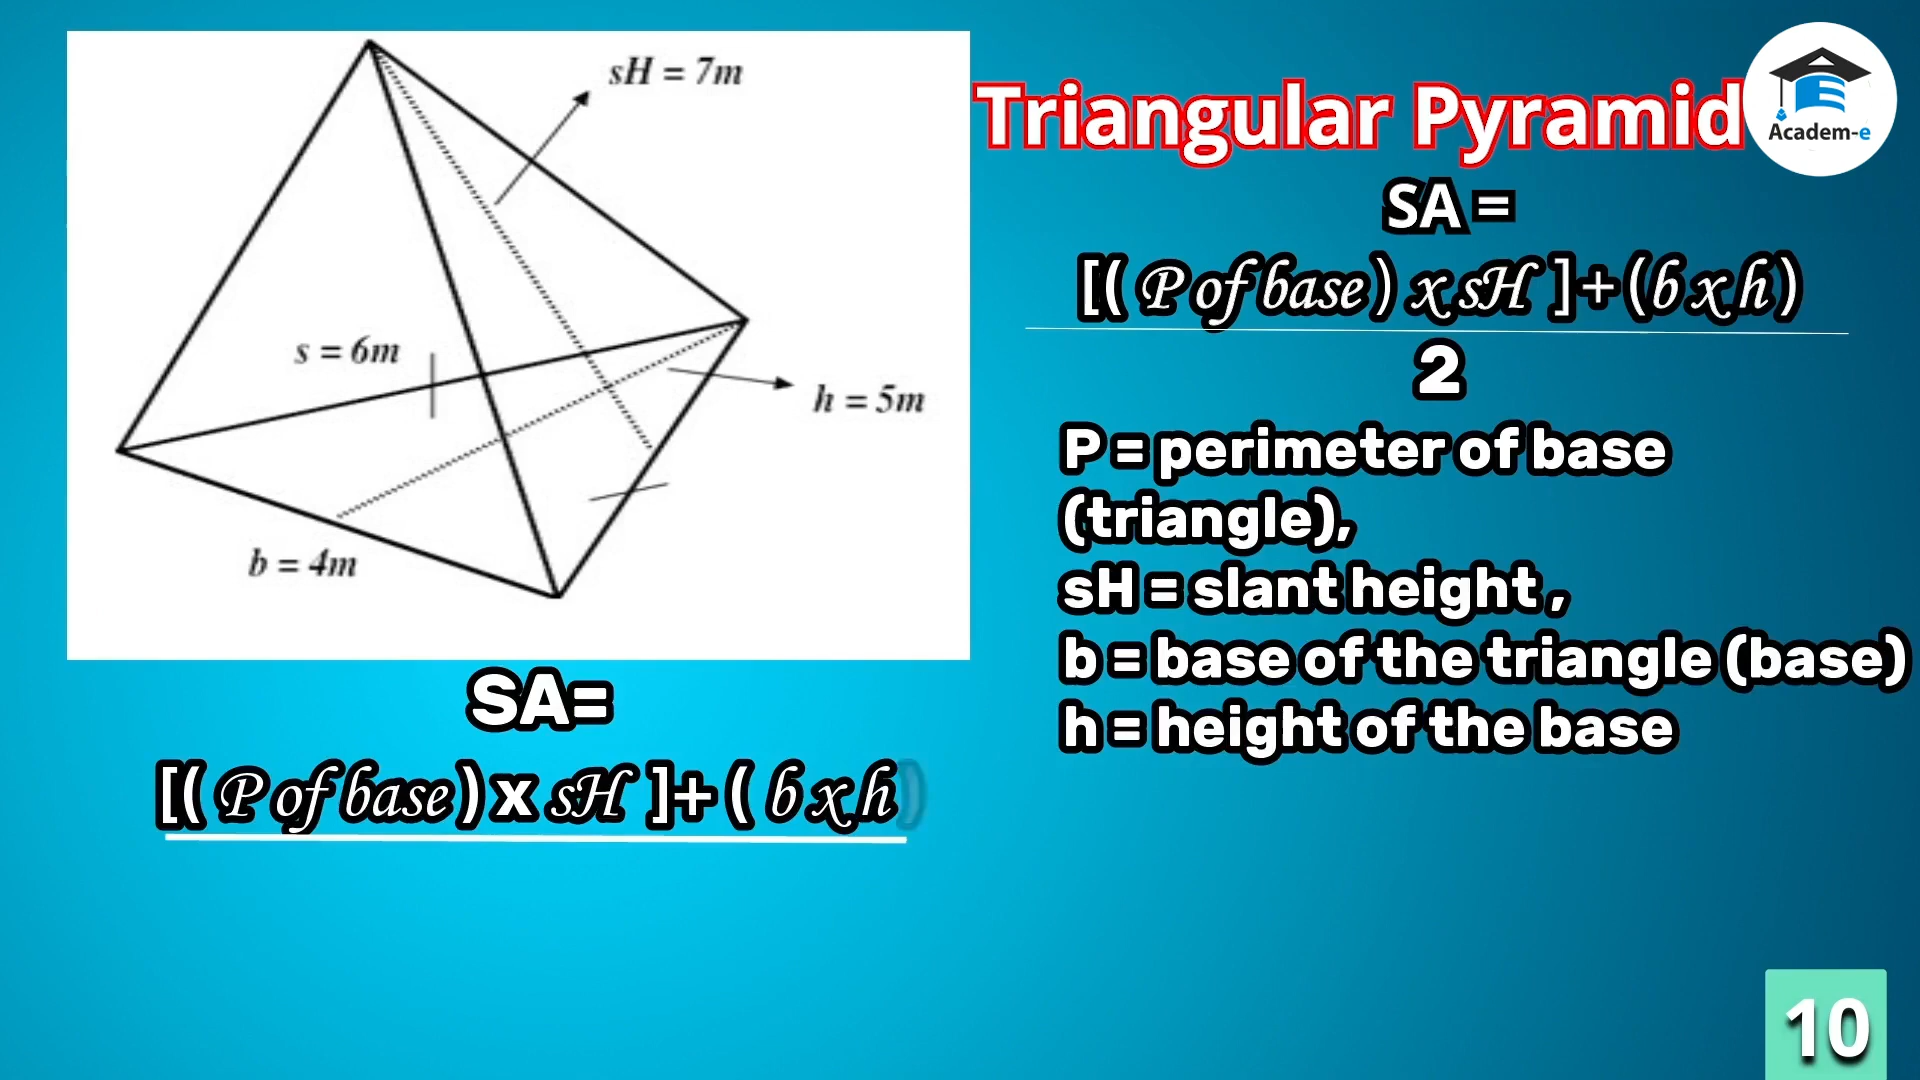 sH = 7m
s = 6m
h = 5m
b = 4m
SA=
[( P of base ) x sH ]+( b x h )
Triangular Pyramid
Academ-e
SA =
[( P of base ) x sH ]+(b x h )
2
P = perimeter of base
(triangle),
sH = slant height ,
b = base of the triangle (base)
h = height of the base
10